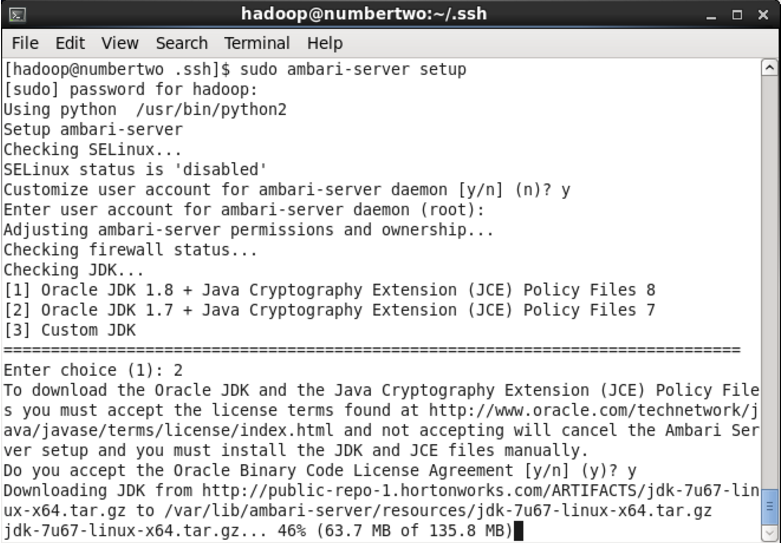 hadoop@numbertwo:~/.ssh
File Edit View Search Terminal Help
[hadoop@numbertwo .ssh]$ sudo ambari-server setup
[sudo] password for hadoop:
Using python  /usr/bin/python2
Setup ambari-server
Checking SELinux...
SELinux status is 'disabled'
Customize user account for ambari-server daemon [y/n] (n)? y
Enter user account for ambari-server daemon (root):
Adjusting ambari-server permissions and ownership...
Checking firewall status...
Checking JDK...
[1] Oracle JDK 1.8 + Java Cryptography Extension (JCE) Policy Files 8
[2] Oracle JDK 1.7 + Java Cryptography Extension (JCE) Policy Files 7
[3] Custom JDK
==============================================================================
Enter choice (1): 2
To download the Oracle JDK and the Java Cryptography Extension (JCE) Policy File
s you must accept the license terms found at http://www.oracle.com/technetwork/j
ava/javase/terms/license/index.html and not accepting will cancel the Ambari Ser
ver setup and you must install the JDK and JCE files manually.
Do you accept the Oracle Binary Code License Agreement [y/n] (y)? y
Downloading JDK from http://public-repo-1.hortonworks.com/ARTIFACTS/jdk-7u67-lin
ux-x64.tar.gz to /var/lib/ambari-server/resources/jdk-7u67-linux-x64.tar.gz
jdk-7u67-linux-x64.tar.gz... 46% (63.7 MB of 135.8 MB)